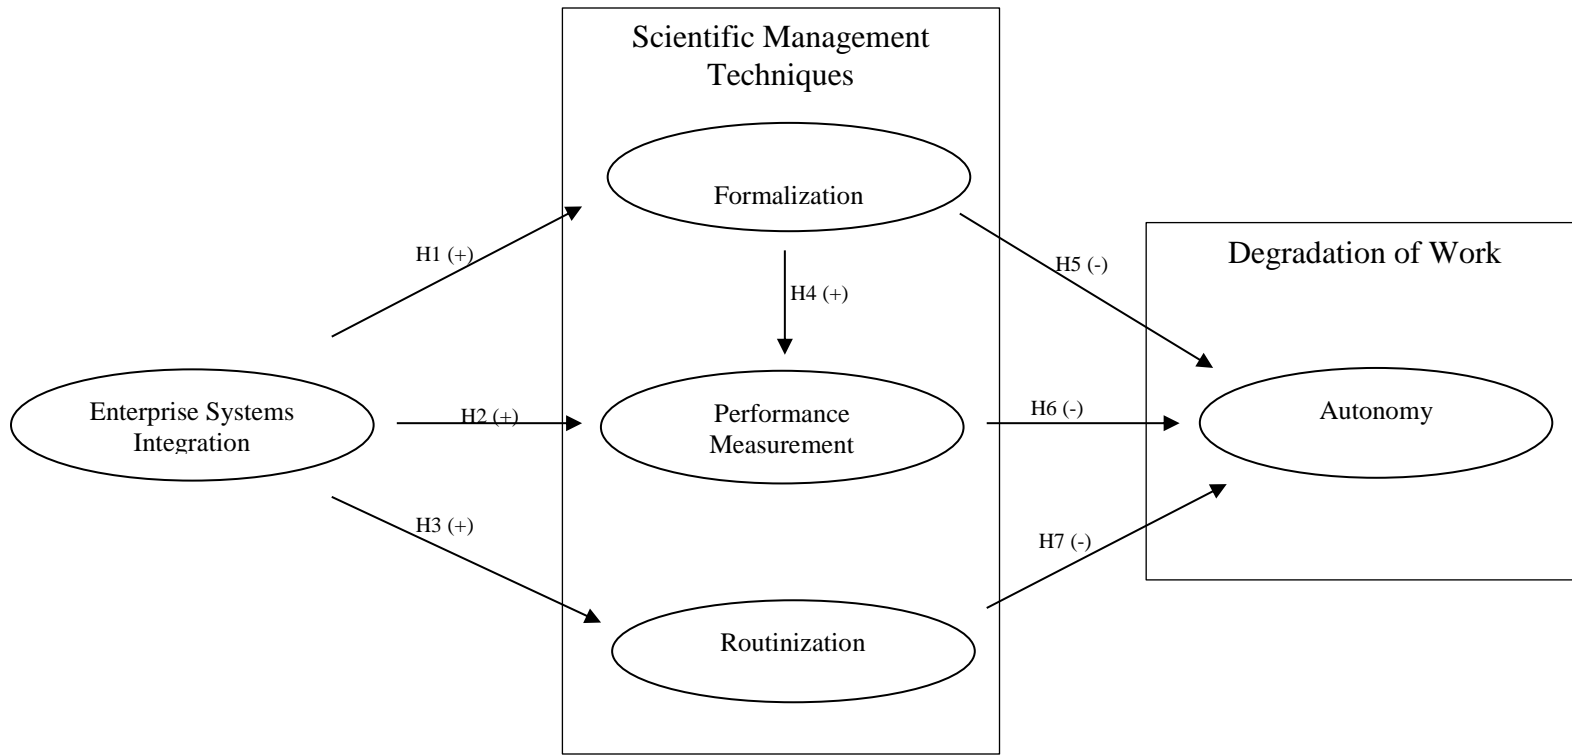 Scientific Management
Techniques
Formalization
H1 (+)
H5 (-)
Degradation of Work
H4 (+)
Enterprise Systems
Integration
H2 (+)
Performance
Measurement
H6 (-)
Autonomy
H3 (+)
H7 (-)
Routinization